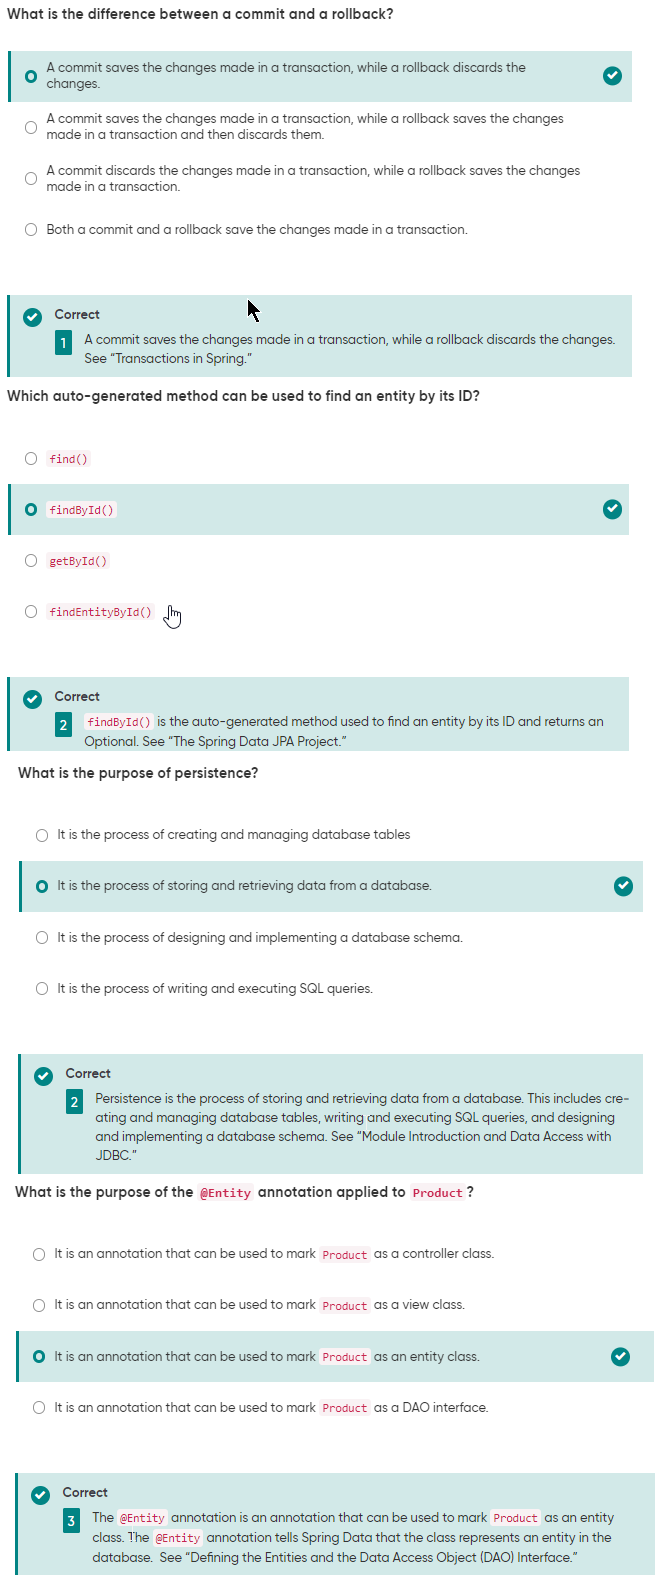 What is the difference between a commit and a rollback?
A commit saves the changes made in a transaction, while a rollback discards the
changes.
A commit saves the changes made in a transaction, while a rollback saves the changes
made in a transaction and then discards them.
A commit discards the changes made in a transaction, while a rollback saves the changes
made in a transaction.
Both a commit and a rollback save the changes made in a transaction.
Correct
1 A commit saves the changes made in a transaction, while a rollback discards the changes.
See “Transactions in Spring.”
Which auto-generated method can be used to find an entity by its ID?
find()
findById()
getById()
findEntityById()
Correct
2 findById() is the auto-generated method used to find an entity by its ID and returns an
Optional. See “The Spring Data JPA Project.”
What is the purpose of persistence?
It is the process of creating and managing database tables
It is the process of storing and retrieving data from a database.
It is the process of designing and implementing a database schema.
It is the process of writing and executing SQL queries.
Correct
2 Persistence is the process of storing and retrieving data from a database. This includes cre-
ating and managing database tables, writing and executing SQL queries, and designing
and implementing a database schema. See “Module Introduction and Data Access with
JDBC.”
What is the purpose of the @Entity annotation applied to Product?
It is an annotation that can be used to mark Product as a controller class.
It is an annotation that can be used to mark Product as a view class.
It is an annotation that can be used to mark Product as an entity class.
It is an annotation that can be used to mark Product as a DAO interface.
Correct
3 The @Entity annotation is an annotation that can be used to mark Product as an entity
class. The @Entity annotation tells Spring Data that the class represents an entity in the
database. See “Defining the Entities and the Data Access Object (DAO) Interface.”